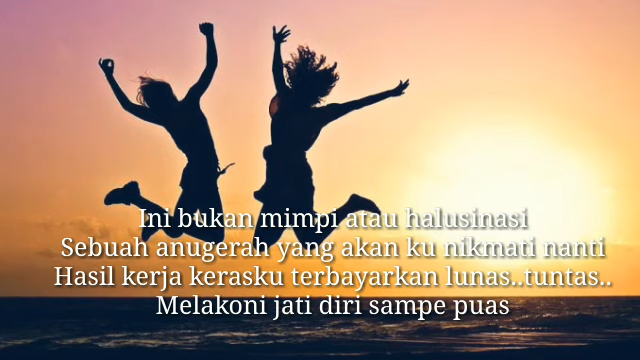 Ini bukan mimpi atau halusinasi
Sebuah anugerah yang akan ku nikmati nanti
Hasil kerja kerasku terbayarkan lunas..tuntas..
Melakoni jati diri sampe puas